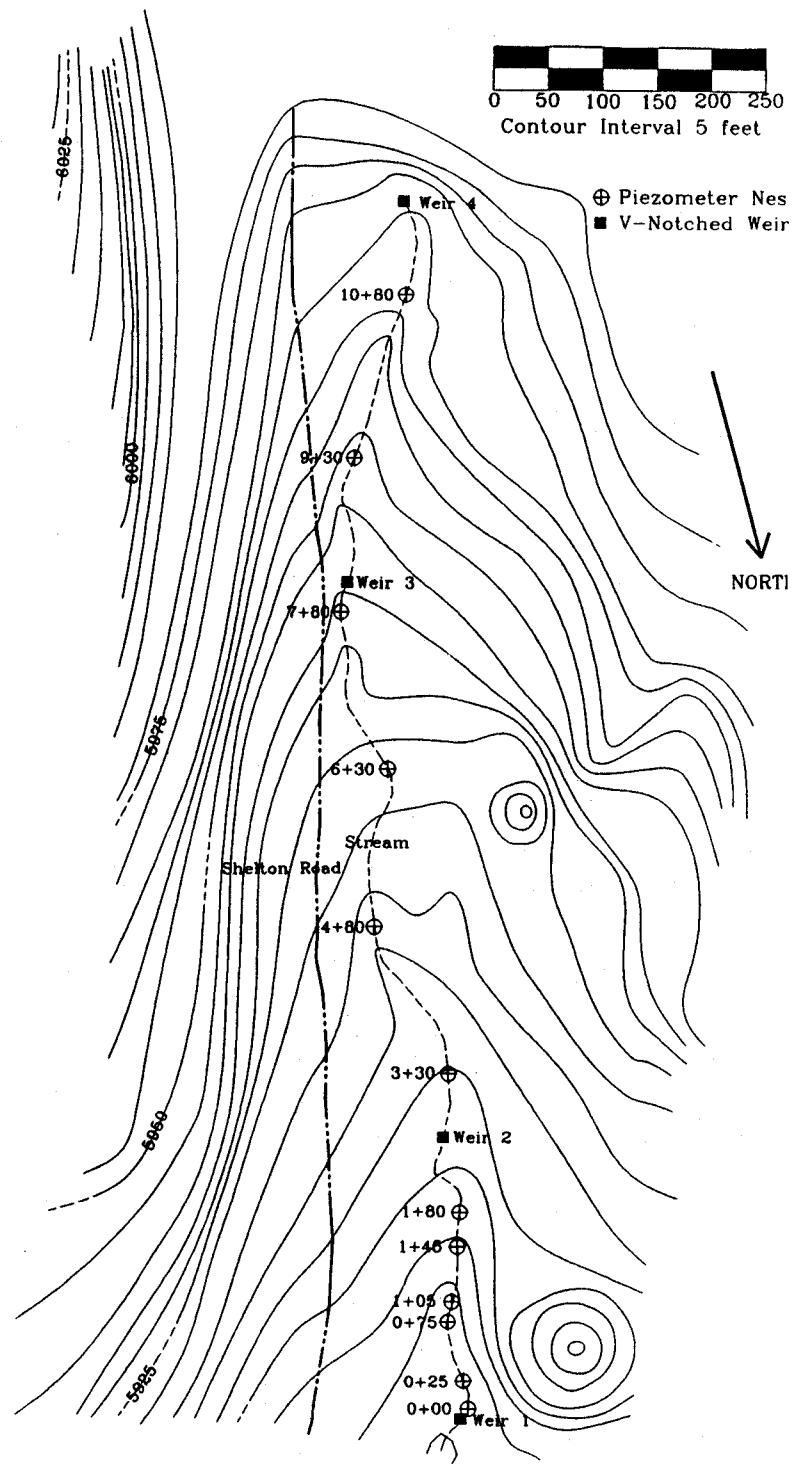 0 50 100 150 200 250
Contour Interval 5 feet
6025
Piezometer Nes
Weir 4
V-Notched Weir
10+80
6000
9+30
NORTI
Weir 3
7+80
5975
6+30
Stream
Shelton Road
4+80
3+30
5950
Weir 2
1+80
1+45
1+05
0+75
5925
0+25
0+00
Weir 1